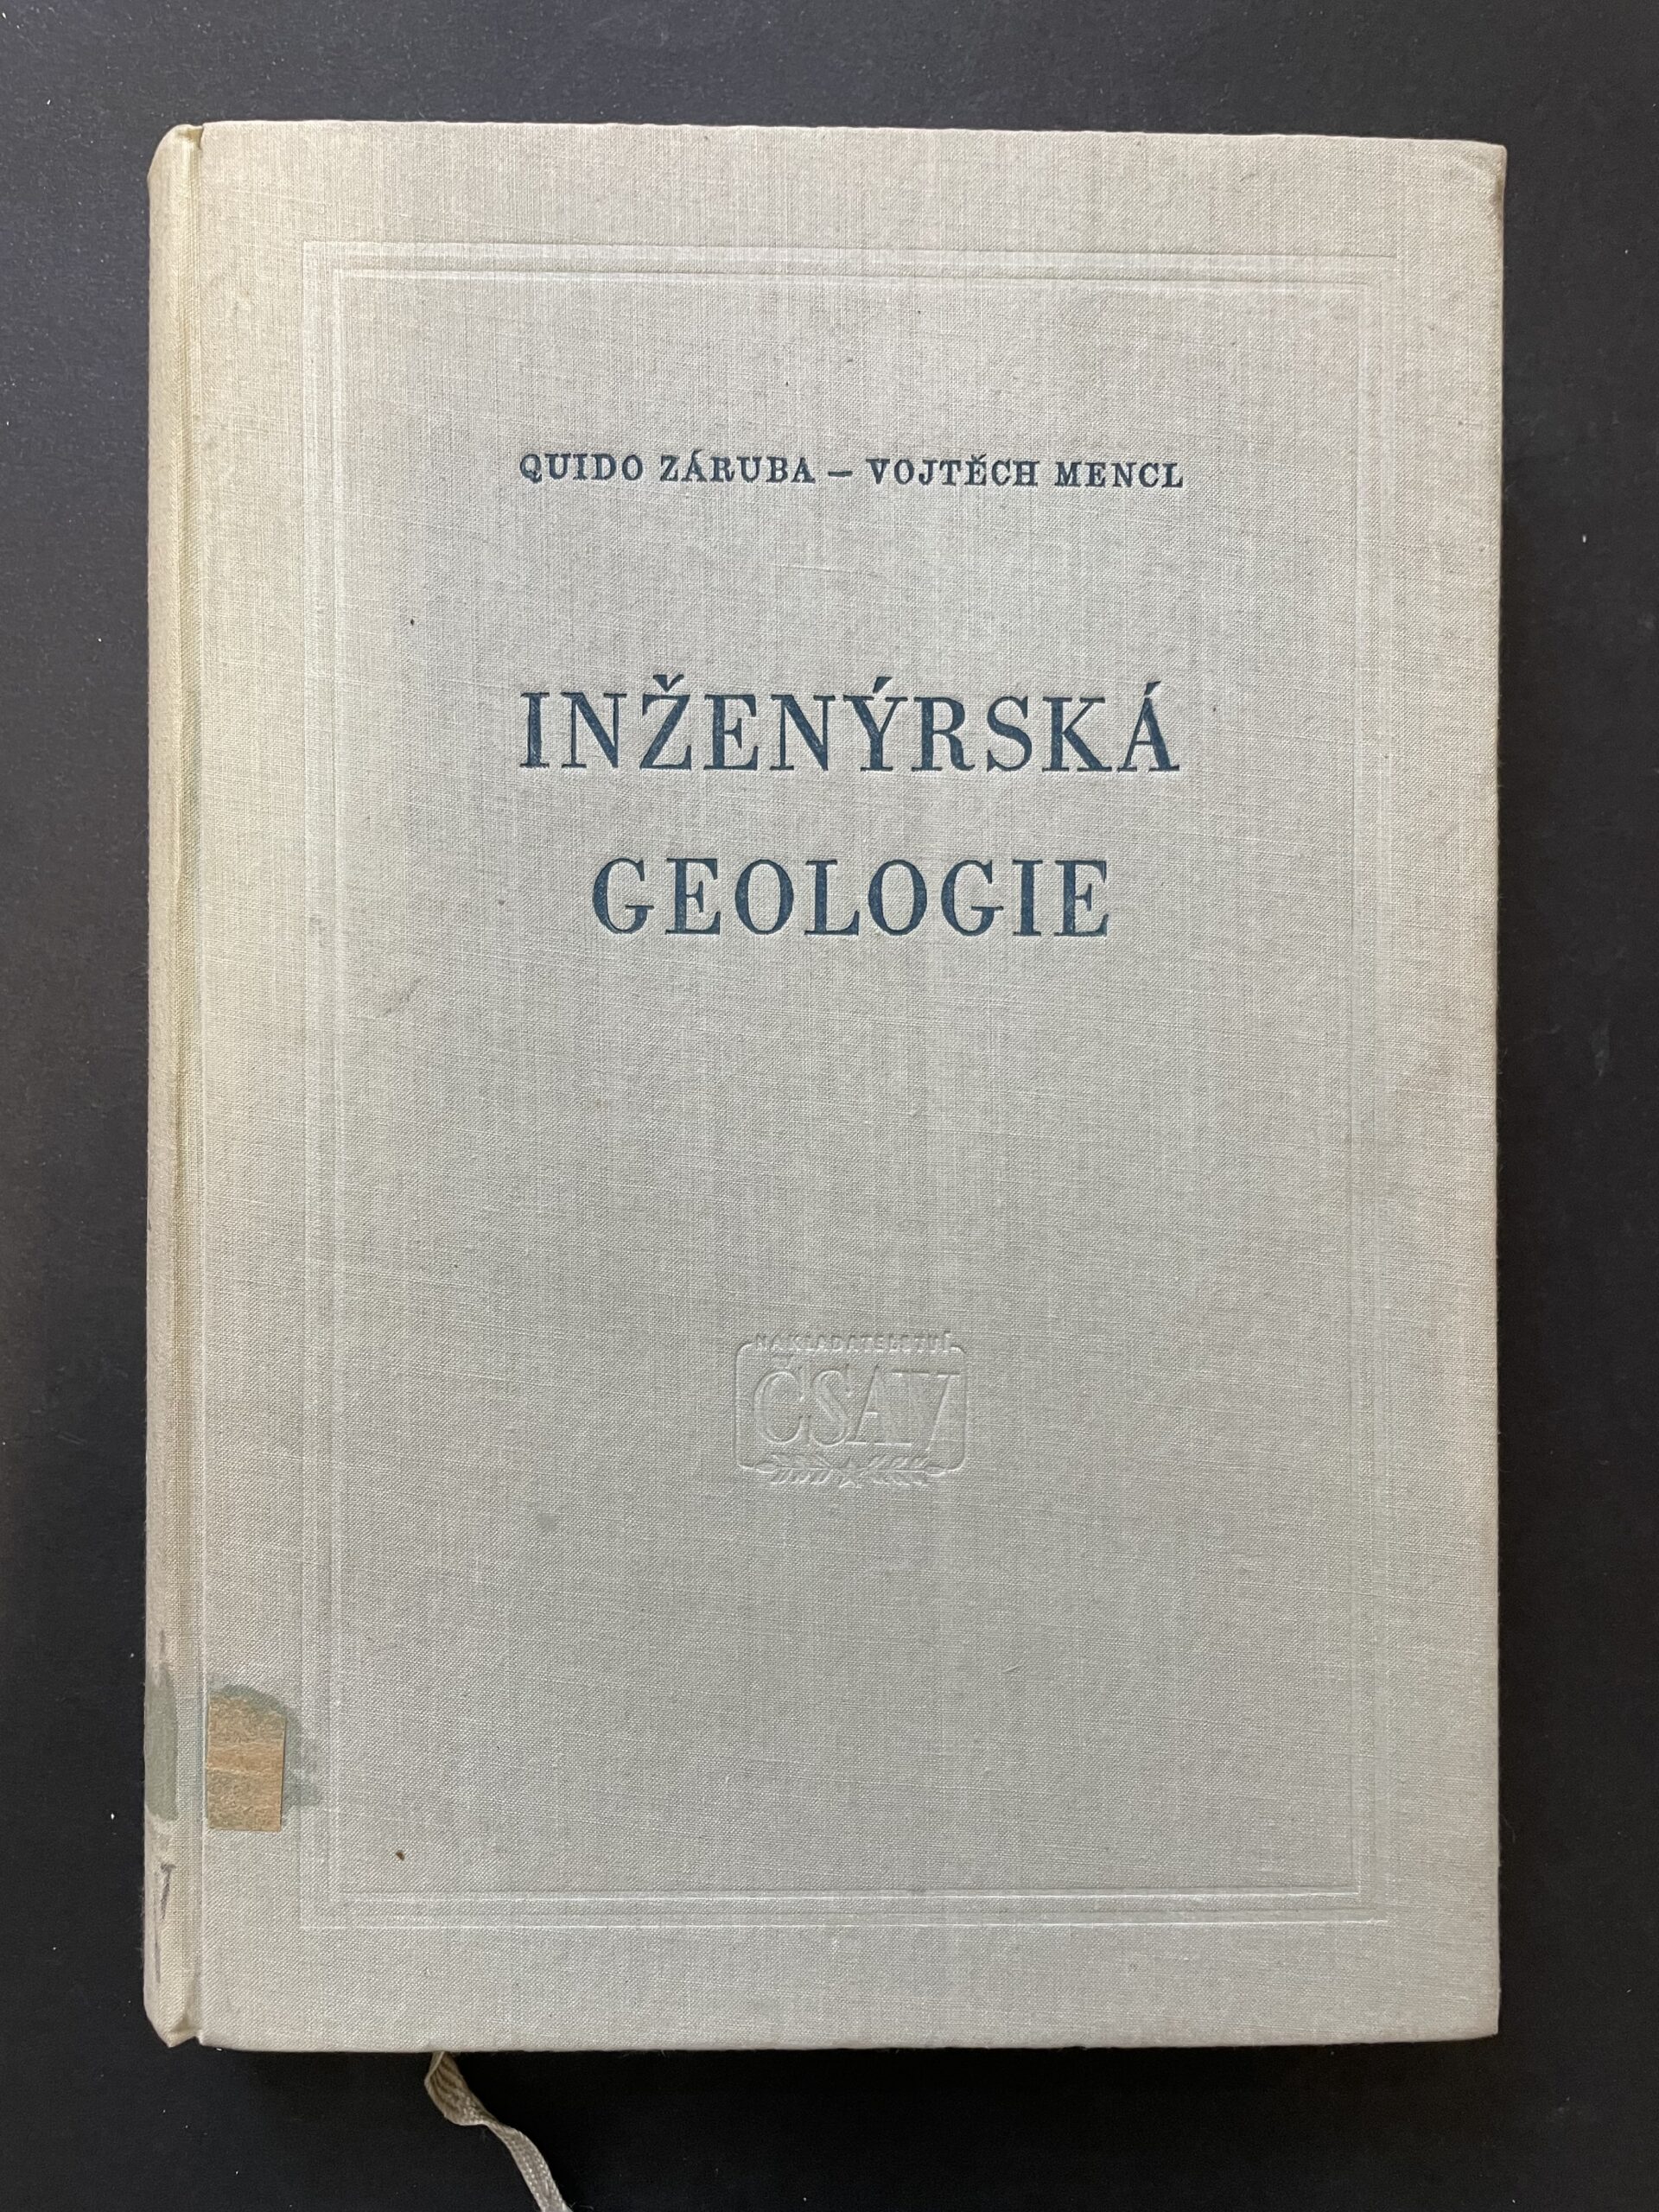 QUIDO ZÁRUBA – VOJTĚCH MENCL
INŽENÝRSKÁ
GEOLOGIE
NAKLADATELSTVÍ
ČSAV